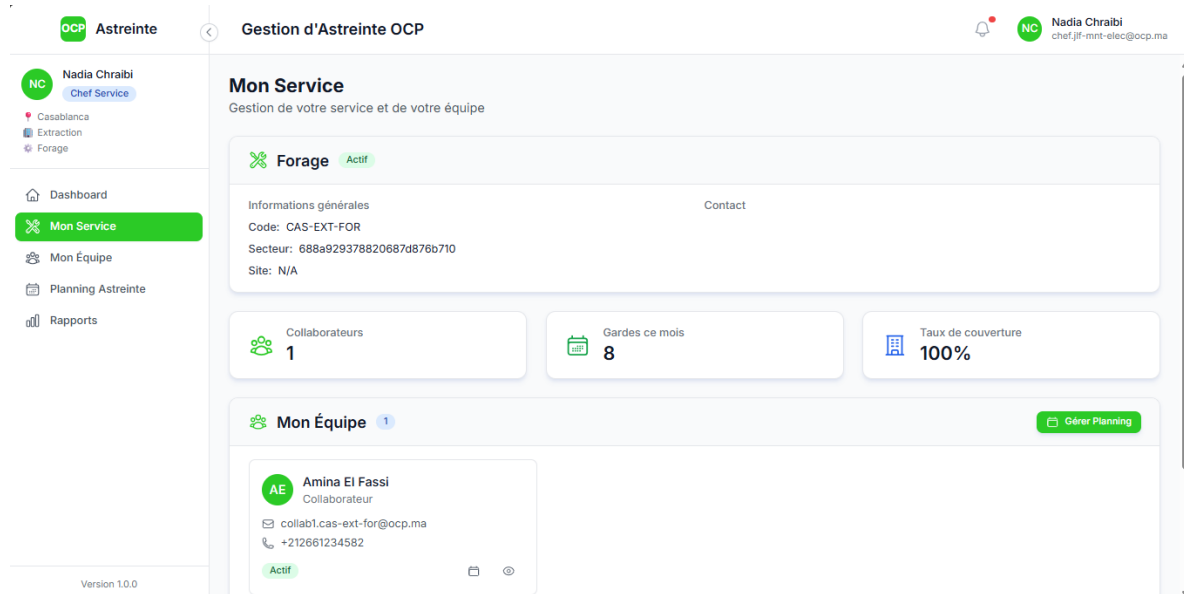 OCP Astreinte
Gestion d'Astreinte OCP
NC
Nadia Chraibi
chef.jlf-mnt-elec@ocp.ma
NC
Nadia Chraibi
Chef Service
Casablanca
Extraction
Forage
Dashboard
Mon Service
Mon Équipe
Planning Astreinte
Rapports
Version 1.0.0
Mon Service
Gestion de votre service et de votre équipe
Forage Actif
Informations générales
Code: CAS-EXT-FOR
Secteur: 688a929378820687d876b710
Site: N/A
Contact
Collaborateurs
1
Gardes ce mois
8
Taux de couverture
100%
Mon Équipe 1
Gérer Planning
AE
Amina El Fassi
Collaborateur
collab1.cas-ext-for@ocp.ma
+212661234582
Actif